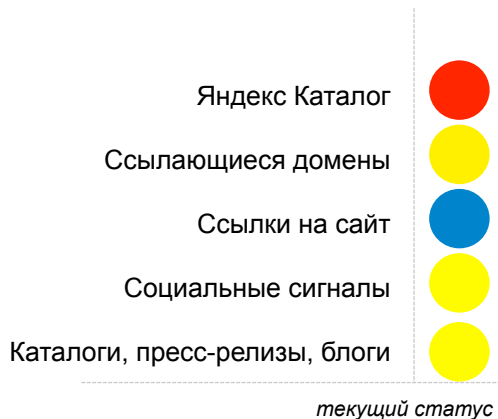 Яндекс Каталог
Ссылающиеся домены
Ссылки на сайт
Социальные сигналы
Каталоги, пресс-релизы, блоги
текущий статус